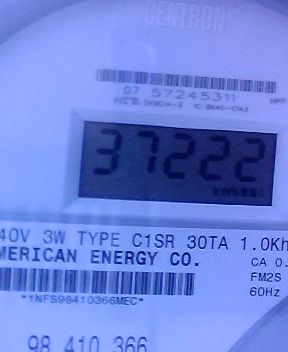 CENTRON
07 57245311
37222
kWh
40V 3W TYPE C1SR 30TA 1.0Kh
MERICAN ENERGY CO.
CA 0.
FM2S
60Hz
*1NFS98410366MEC*
98 410 366